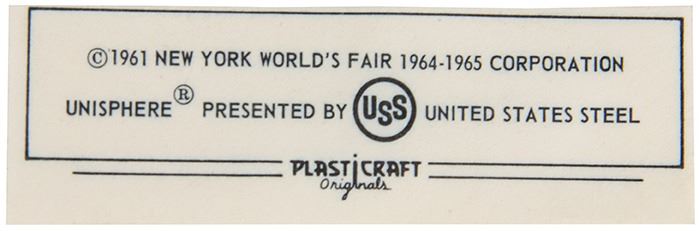 ©1961 NEW YORK WORLD'S FAIR 1964-1965 CORPORATION
UNISPHERE® PRESENTED BY USS UNITED STATES STEEL
PLASTICRAFT
Originals